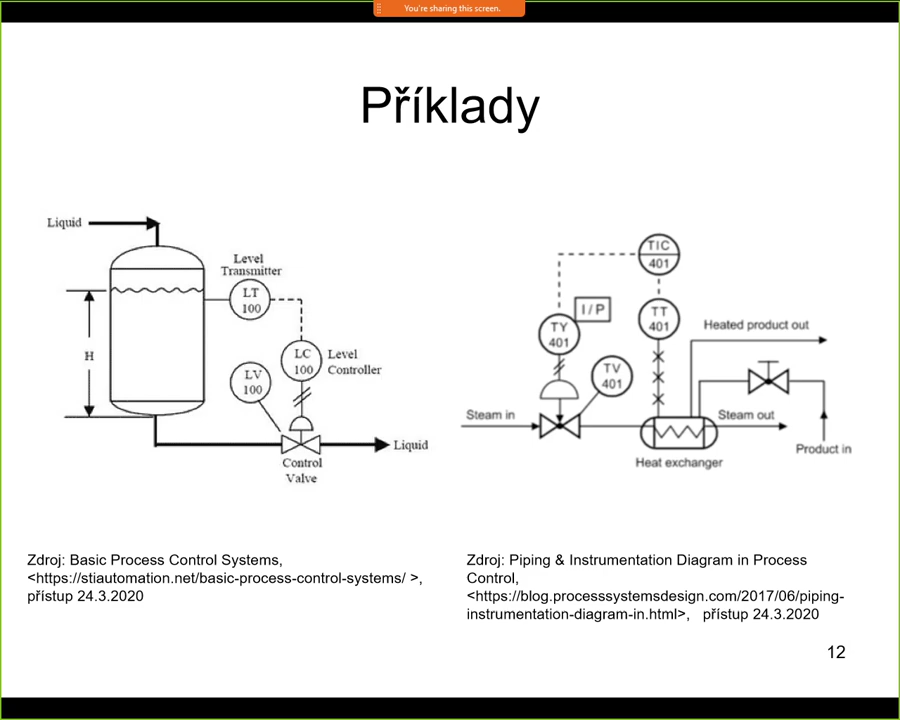 You're sharing this screen.
Příklady
Liquid
Level
Transmitter
LT
100
H
LC
100
Level
Controller
LV
100
Liquid
Control
Valve
TIC
401
I / P
TY
401
TT
401
Heated product out
TV
401
Steam in
Steam out
Product in
Heat exchanger
Zdroj: Basic Process Control Systems,
<https://stiautomation.net/basic-process-control-systems/ >,
přístup 24.3.2020
Zdroj: Piping & Instrumentation Diagram in Process
Control,
<https://blog.processsystemsdesign.com/2017/06/piping-
instrumentation-diagram-in.html>, přístup 24.3.2020
12